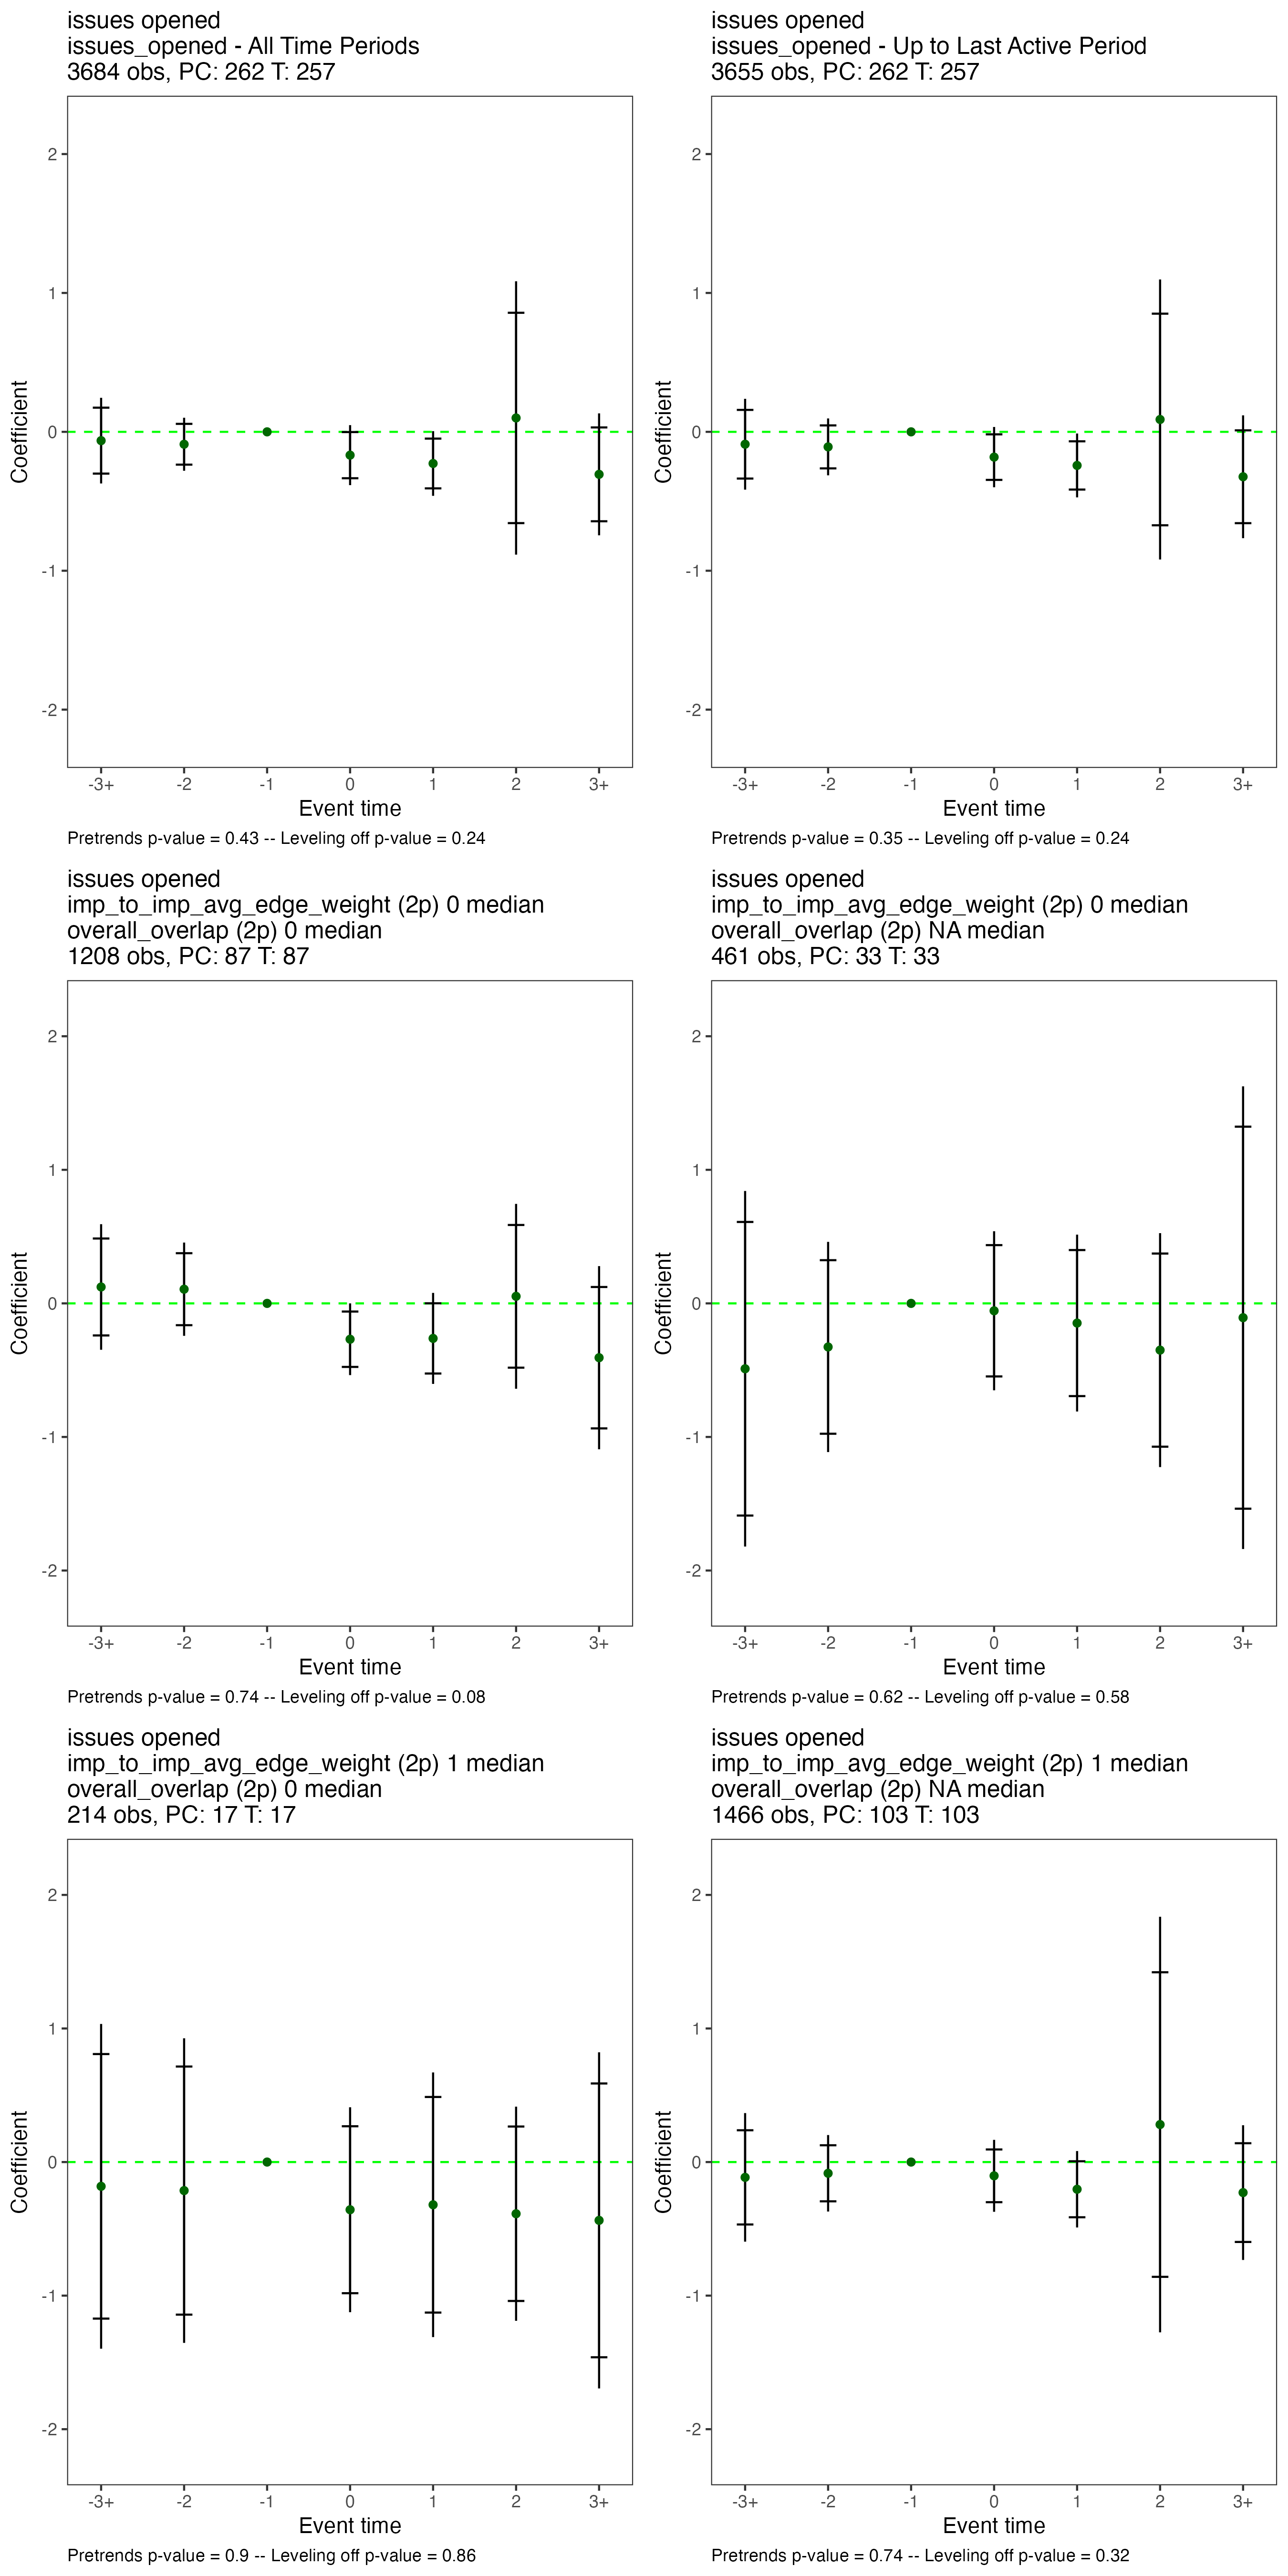 issues opened
issues_opened - All Time Periods
3684 obs, PC: 262 T: 257
2
1
0
-1
-2
Coefficient
-3+ -2 -1 0 1 2 3+
Event time
Pretrends p-value = 0.43 -- Leveling off p-value = 0.24
issues opened
issues_opened - Up to Last Active Period
3655 obs, PC: 262 T: 257
2
1
0
-1
-2
Coefficient
-3+ -2 -1 0 1 2 3+
Event time
Pretrends p-value = 0.35 -- Leveling off p-value = 0.24
issues opened
imp_to_imp_avg_edge_weight (2p) 0 median
overall_overlap (2p) 0 median
1208 obs, PC: 87 T: 87
2
1
0
-1
-2
Coefficient
-3+ -2 -1 0 1 2 3+
Event time
Pretrends p-value = 0.74 -- Leveling off p-value = 0.08
issues opened
imp_to_imp_avg_edge_weight (2p) 0 median
overall_overlap (2p) NA median
461 obs, PC: 33 T: 33
2
1
0
-1
-2
Coefficient
-3+ -2 -1 0 1 2 3+
Event time
Pretrends p-value = 0.62 -- Leveling off p-value = 0.58
issues opened
imp_to_imp_avg_edge_weight (2p) 1 median
overall_overlap (2p) 0 median
214 obs, PC: 17 T: 17
2
1
0
-1
-2
Coefficient
-3+ -2 -1 0 1 2 3+
Event time
Pretrends p-value = 0.9 -- Leveling off p-value = 0.86
issues opened
imp_to_imp_avg_edge_weight (2p) 1 median
overall_overlap (2p) NA median
1466 obs, PC: 103 T: 103
2
1
0
-1
-2
Coefficient
-3+ -2 -1 0 1 2 3+
Event time
Pretrends p-value = 0.74 -- Leveling off p-value = 0.32